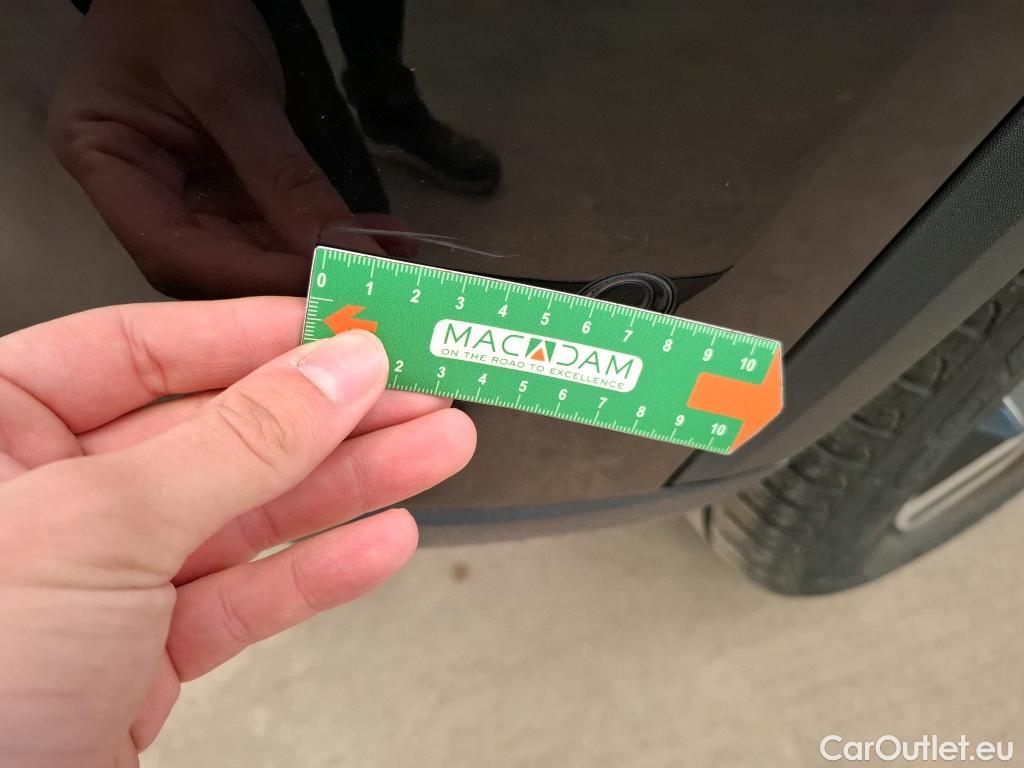 0 1 2 3 4 5 6 7 8 9 10
MACADAM
ON THE ROAD TO EXCELLENCE
2 3 4 5 6 7 8 9 10
CarOutlet.eu